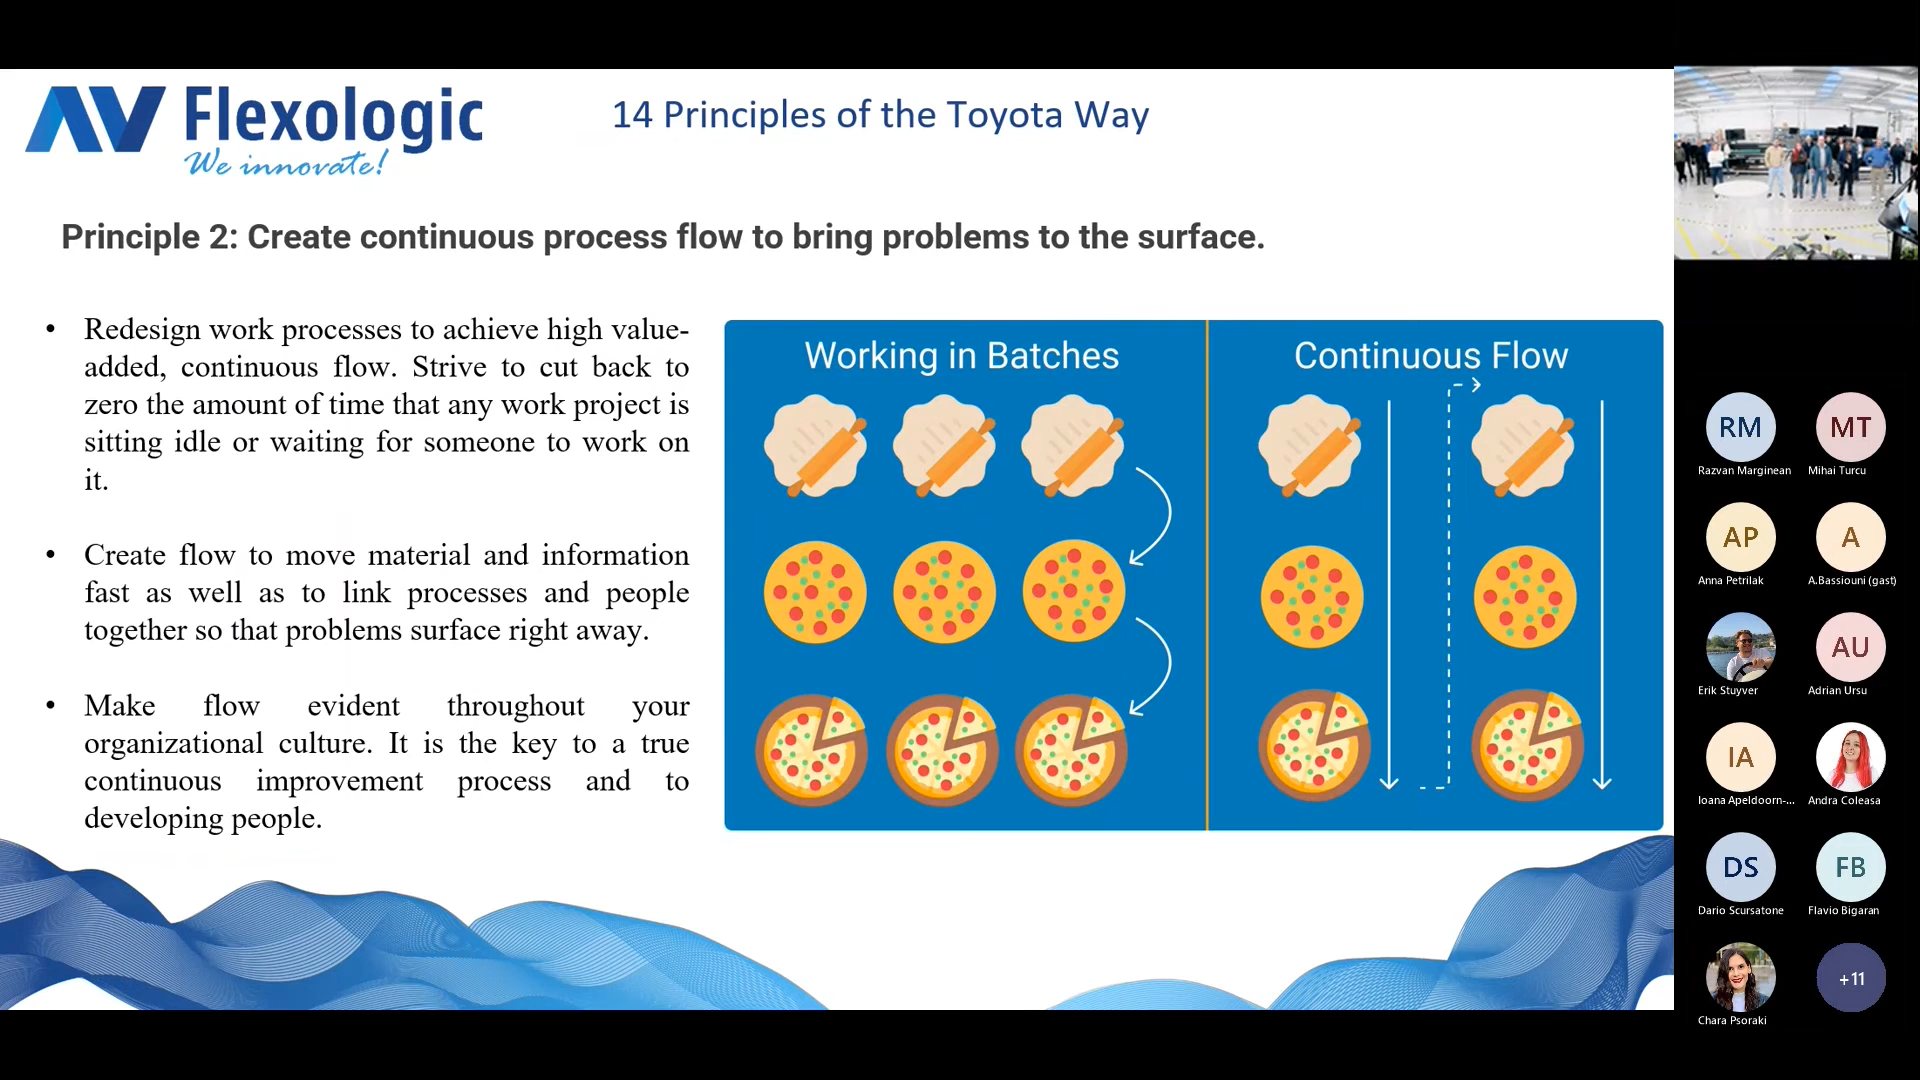 AV Flexologic
We innovate!
14 Principles of the Toyota Way
Principle 2: Create continuous process flow to bring problems to the surface.
• Redesign work processes to achieve high value-
added, continuous flow. Strive to cut back to
zero the amount of time that any work project is
sitting idle or waiting for someone to work on
it.
• Create flow to move material and information
fast as well as to link processes and people
together so that problems surface right away.
• Make flow evident throughout your
organizational culture. It is the key to a true
continuous improvement process and to
developing people.
Working in Batches
Continuous Flow
RM
MT
Razvan Marginean
Mihai Turcu
AP
A
Anna Petrilak
A.Bassiouni (gast)
AU
Erik Stuyver
Adrian Ursu
IA
Ioana Apeldoorn-...
Andra Coleasa
DS
FB
Dario Scursatone
Flavio Bigaran
+11
Chara Psoraki